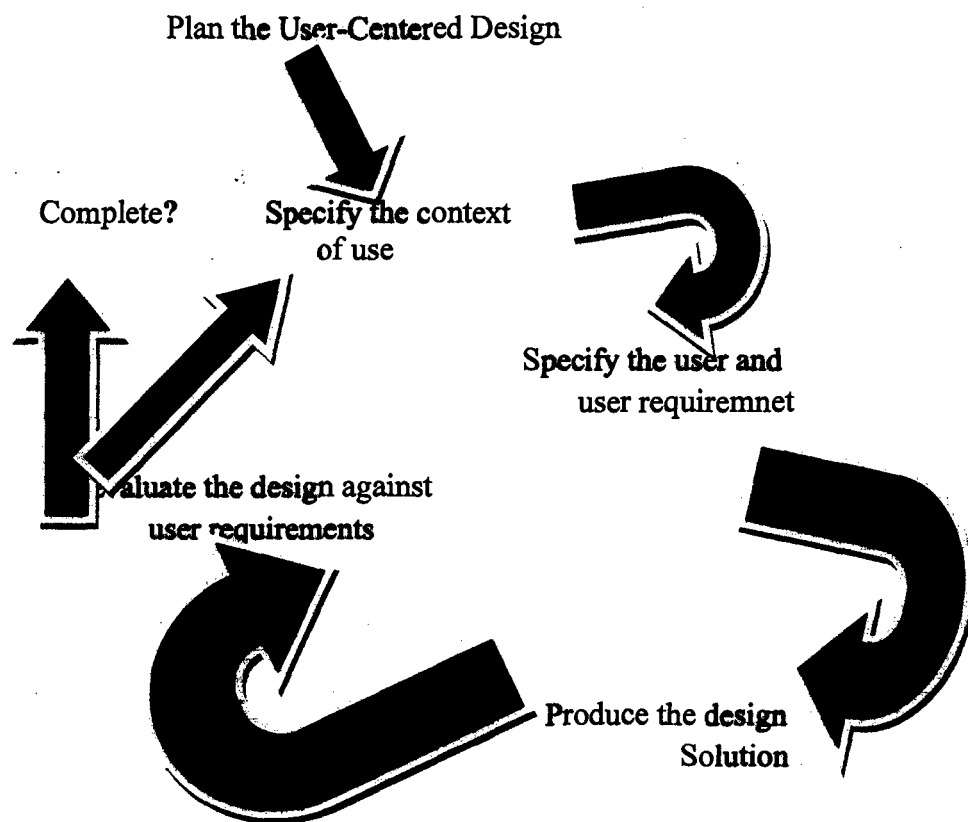 Plan the User-Centered Design
Complete?
Specify the context
of use
Specify the user and
user requiremnet
valuate the design against
user requirements
Produce the design
Solution